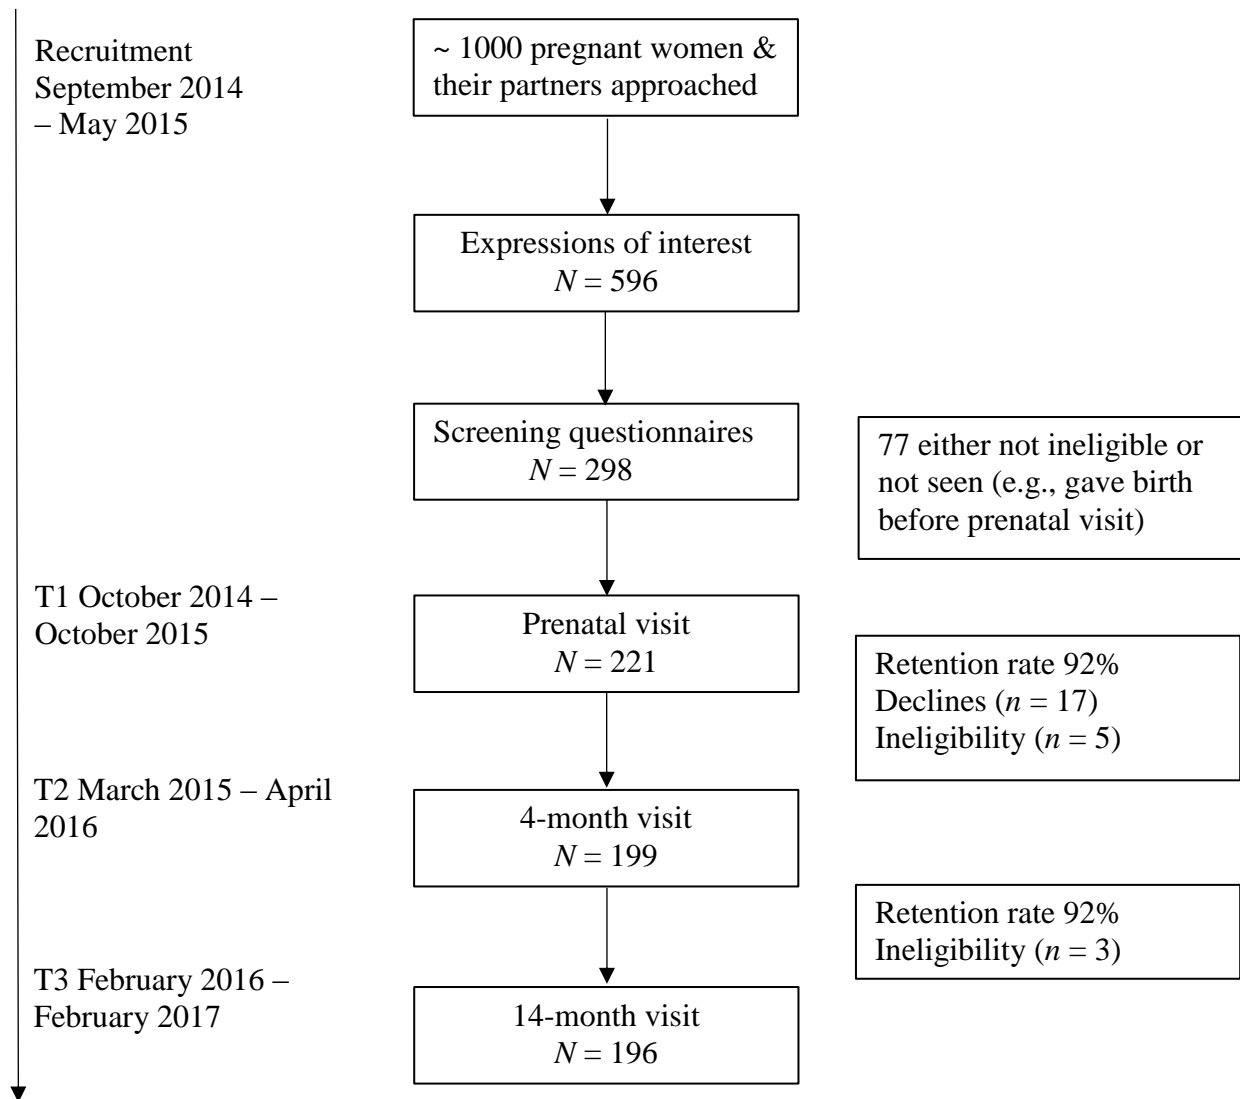 Recruitment
September 2014
– May 2015
~ 1000 pregnant women &
their partners approached
Expressions of interest
N = 596
Screening questionnaires
N = 298
77 either not ineligible or
not seen (e.g., gave birth
before prenatal visit)
T1 October 2014 –
October 2015
Prenatal visit
N = 221
Retention rate 92%
Declines (n = 17)
Ineligibility (n = 5)
T2 March 2015 – April
2016
4-month visit
N = 199
Retention rate 92%
Ineligibility (n = 3)
T3 February 2016 –
February 2017
14-month visit
N = 196